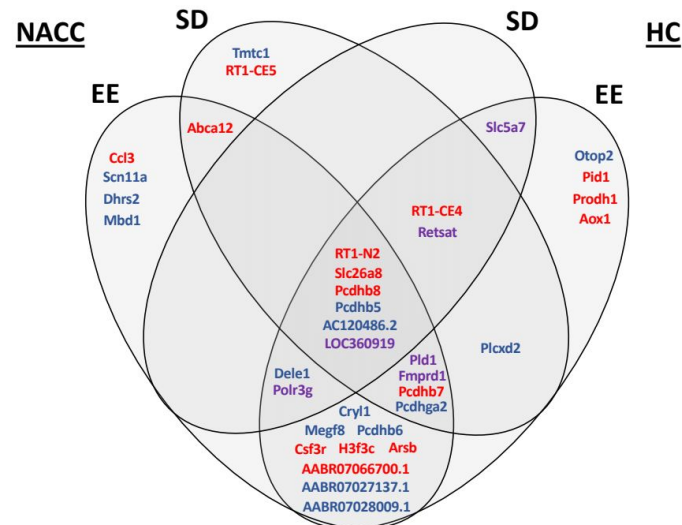 NACC
SD
SD
HC
EE
EE
Tmtc1
RT1-CE5
Abca12
Slc5a7
Ccl3
Scn11a
Dhrs2
Mbd1
Otop2
Pid1
Prodh1
Aox1
RT1-CE4
Retsat
RT1-N2
Slc26a8
Pcdhb8
Pcdhb5
AC120486.2
LOC360919
Plcxd2
Dele1
Polr3g
Pld1
Fmprd1
Pcdhb7
Pcdhga2
Cryl1
Megf8 Pcdhb6
Csf3r H3f3c Arsb
AABR07066700.1
AABR07027137.1
AABR07028009.1